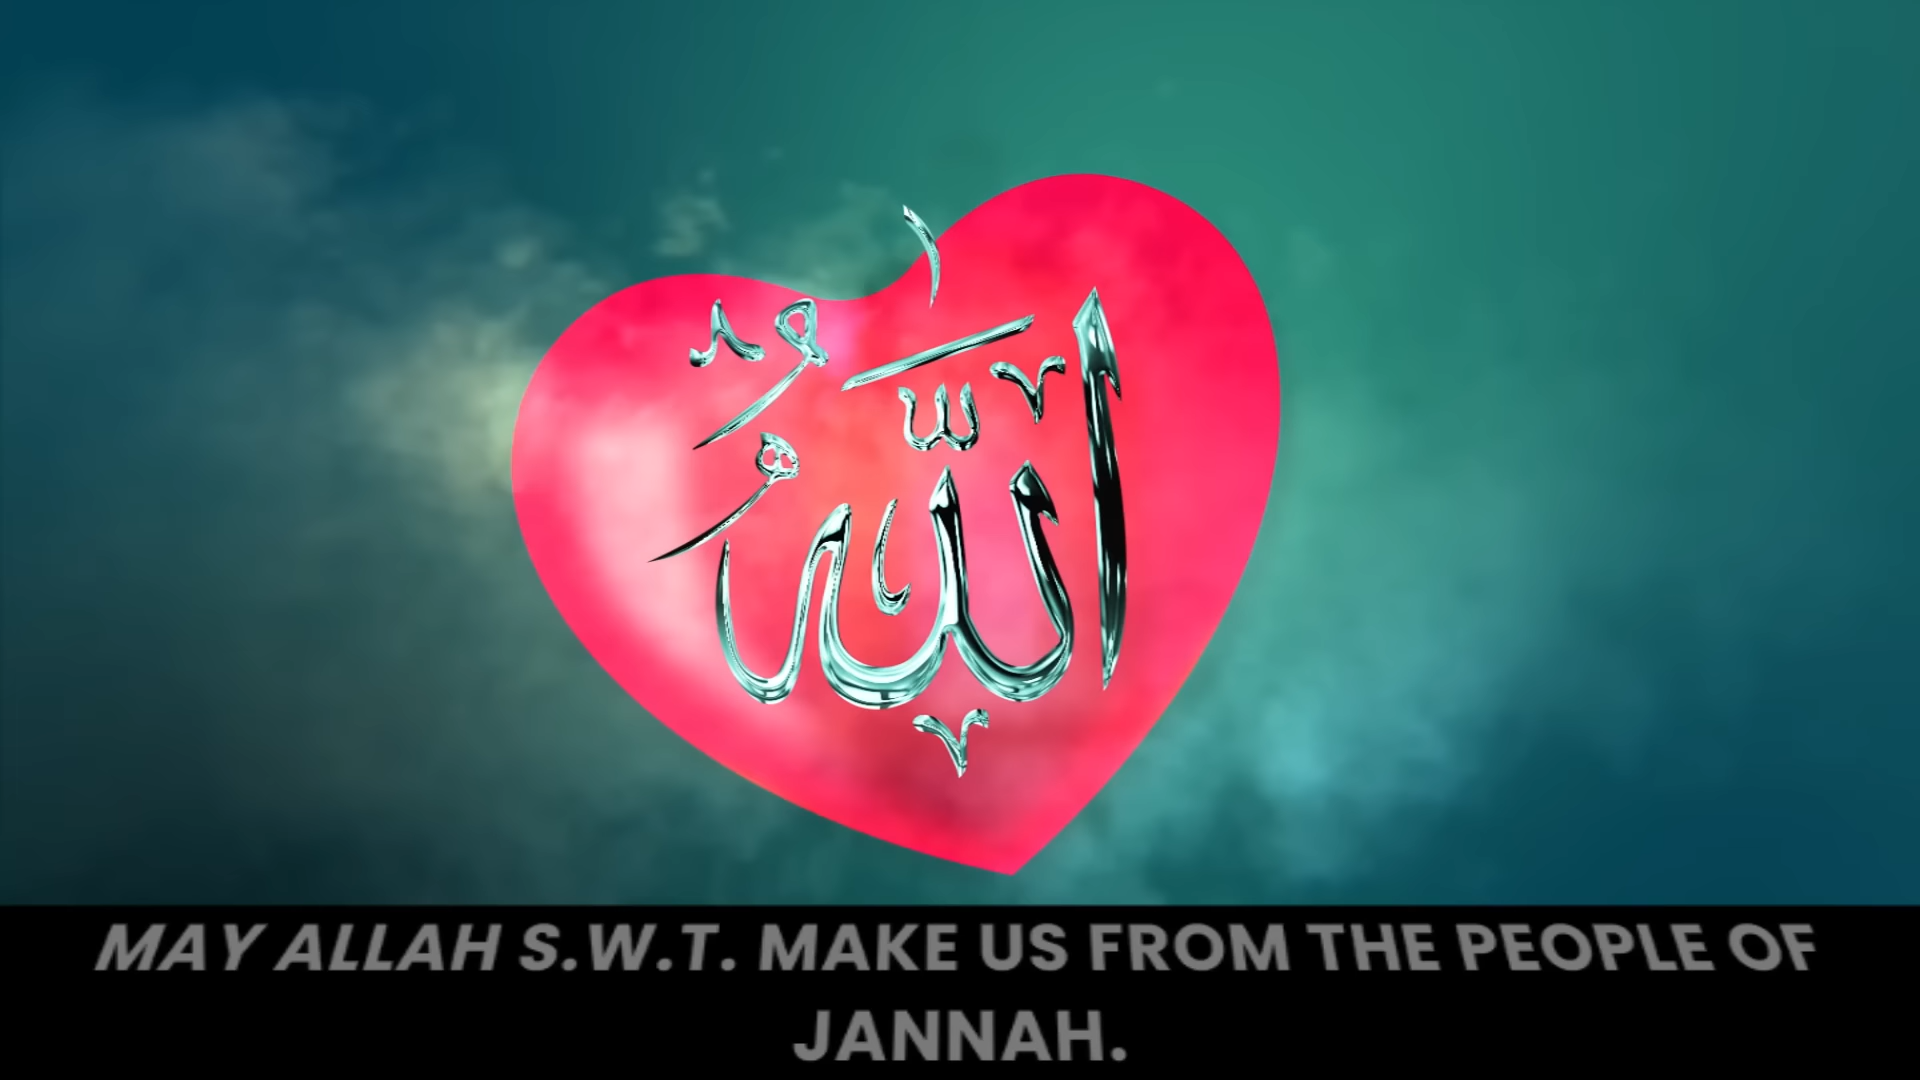 الله
MAY ALLAH S.W.T. MAKE US FROM THE PEOPLE OF
JANNAH.